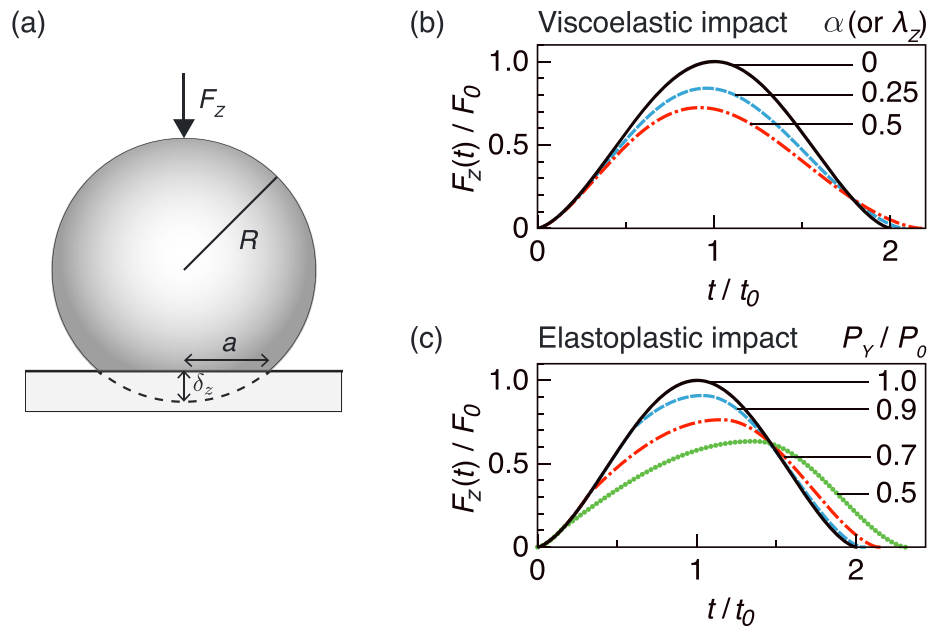 (a)
F_z
R
a
δ_z
(b) Viscoelastic impact α (or λ_z)
F_z(t) / F_0
1.0
0.5
0
0
0.25
0.5
0 1 2
t / t_0
(c) Elastoplastic impact P_Y / P_0
F_z(t) / F_0
1.0
0.5
0
1.0
0.9
0.7
0.5
0 1 2
t / t_0